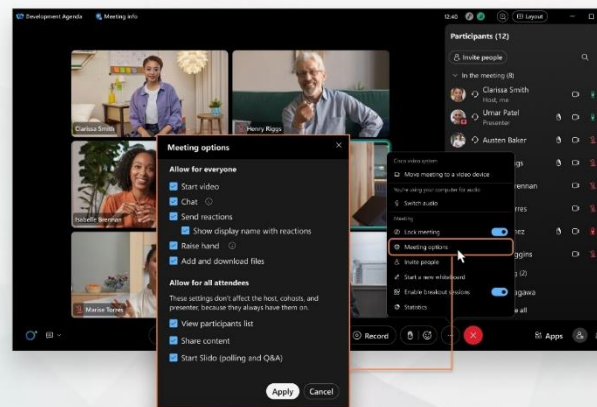 Development Agenda
Meeting info
12:40
Layout
Participants (12)
Invite people
In the meeting (8)
Clarissa Smith
Host, me
Umar Patel
Presenter
Austen Baker
Clarissa Smith
Henry Riggs
Isabelle Brennan
Marise Torres
Meeting options
Allow for everyone
Start video
Chat
Send reactions
Show display name with reactions
Raise hand
Add and download files
Allow for all attendees
These settings don't affect the host, cohosts, and
presenter, because they always have them on.
View participants list
Share content
Start Slido (polling and Q&A)
Apply
Cancel
Cisco video system
Move meeting to a video device
You're using your computer for audio
Switch audio
Meeting
Lock meeting
Meeting options
Invite people
Start a new whiteboard
Enable breakout sessions
Statistics
Record
Apps